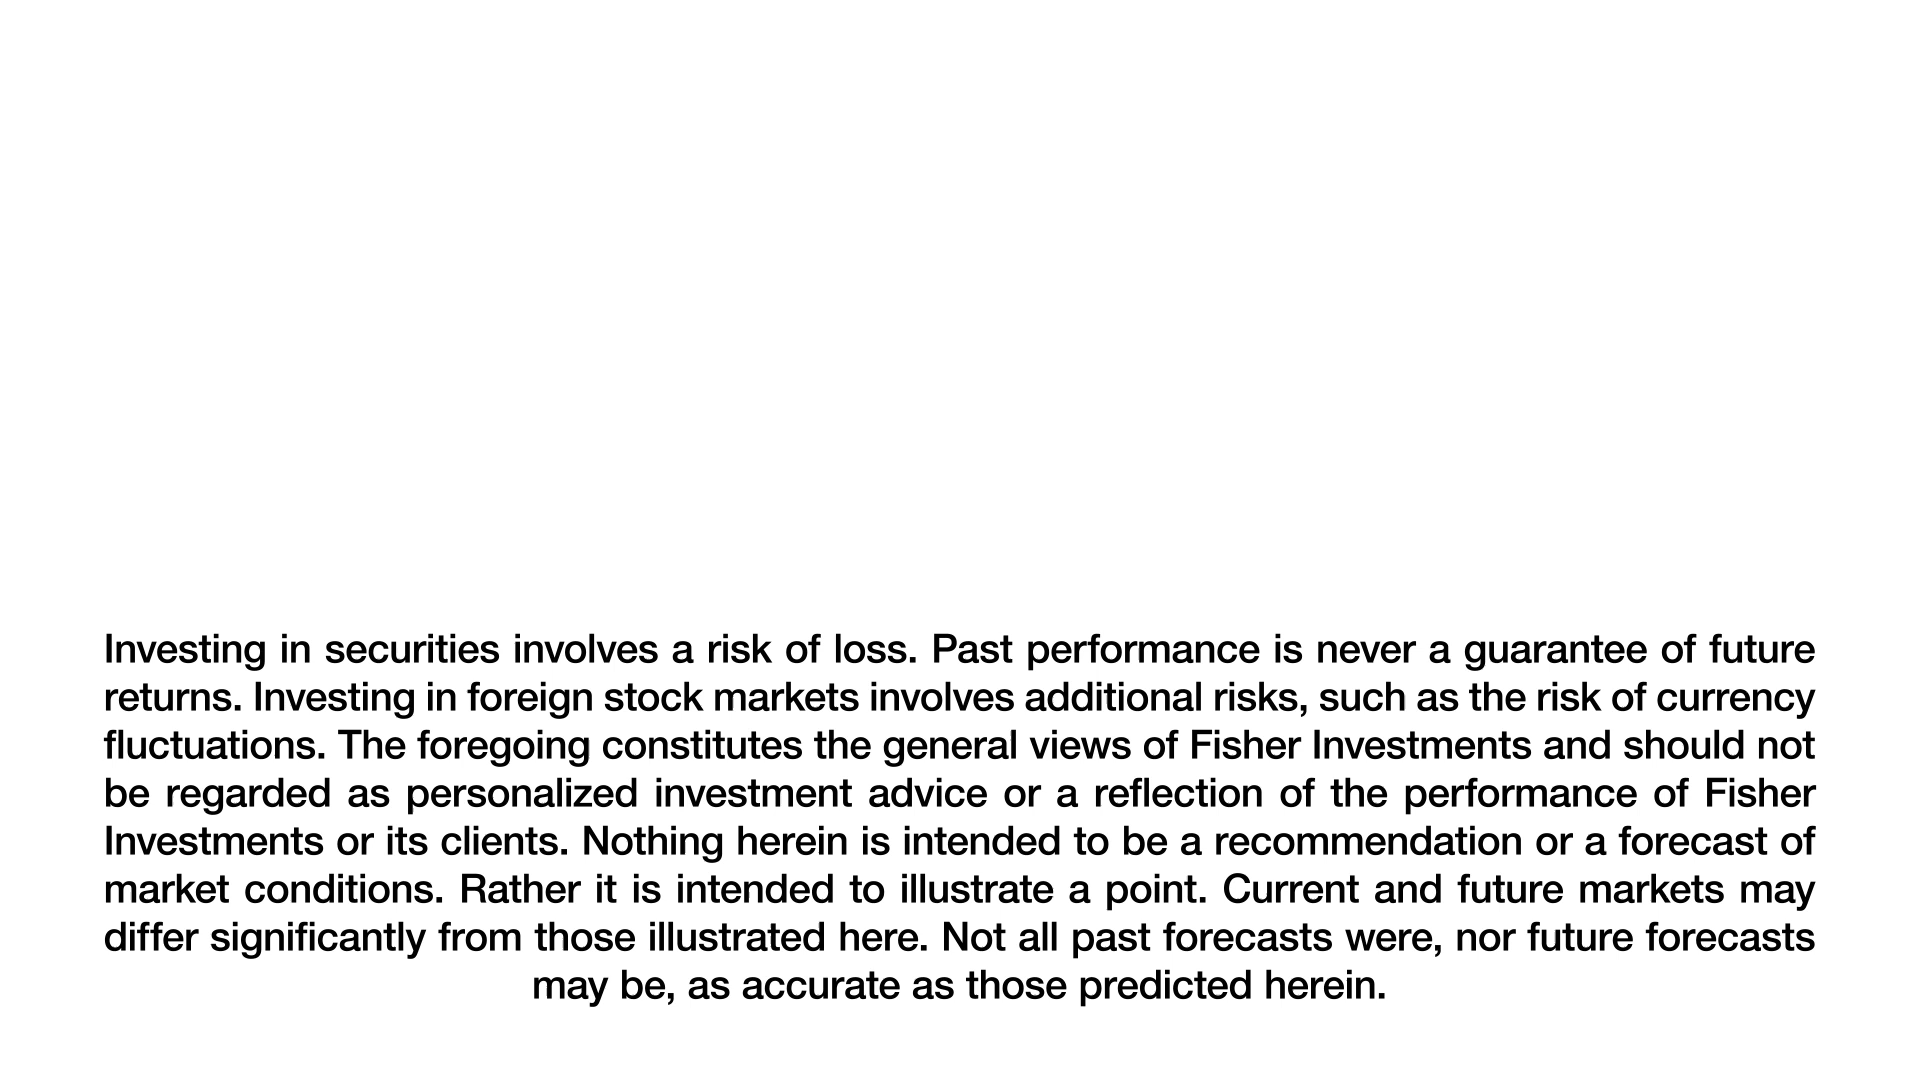 Investing in securities involves a risk of loss. Past performance is never a guarantee of future
returns. Investing in foreign stock markets involves additional risks, such as the risk of currency
fluctuations. The foregoing constitutes the general views of Fisher Investments and should not
be regarded as personalized investment advice or a reflection of the performance of Fisher
Investments or its clients. Nothing herein is intended to be a recommendation or a forecast of
market conditions. Rather it is intended to illustrate a point. Current and future markets may
differ significantly from those illustrated here. Not all past forecasts were, nor future forecasts
may be, as accurate as those predicted herein.